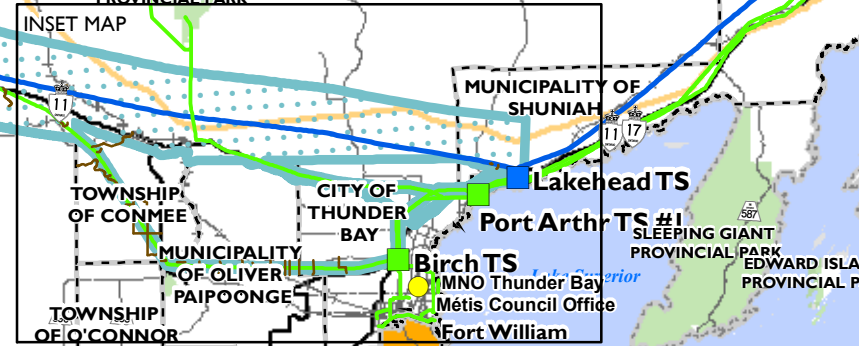 PROVINCIAL PARK
INSET MAP
11
MUNICIPALITY OF
SHUNIAH
11
17
Lakehead TS
TOWNSHIP
OF CONMEE
CITY OF
THUNDER
BAY
Port Arthr TS #1
587
SLEEPING GIANT
PROVINCIAL PARK
EDWARD ISLA
PROVINCIAL P
MUNICIPALITY
OF OLIVER
PAIPOONGE
Birch TS
Lake Superior
MNO Thunder Bay
Métis Council Office
TOWNSHIP
OF O'CONNOR
Fort William